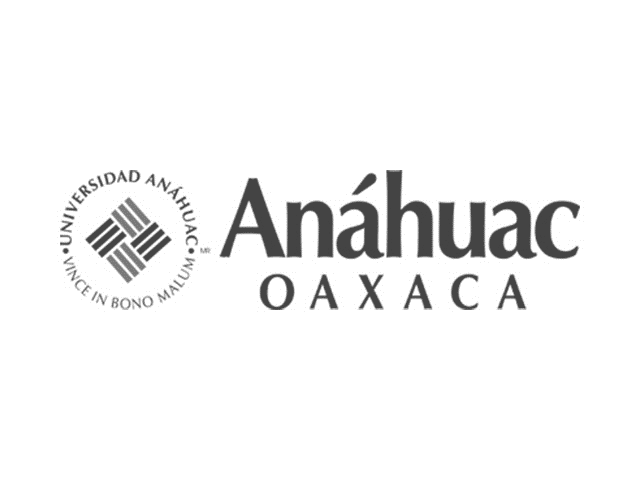 • UNIVERSIDAD ANÁHUAC •
VINCE IN BONO MALUM
MR
Anáhuac
OAXACA